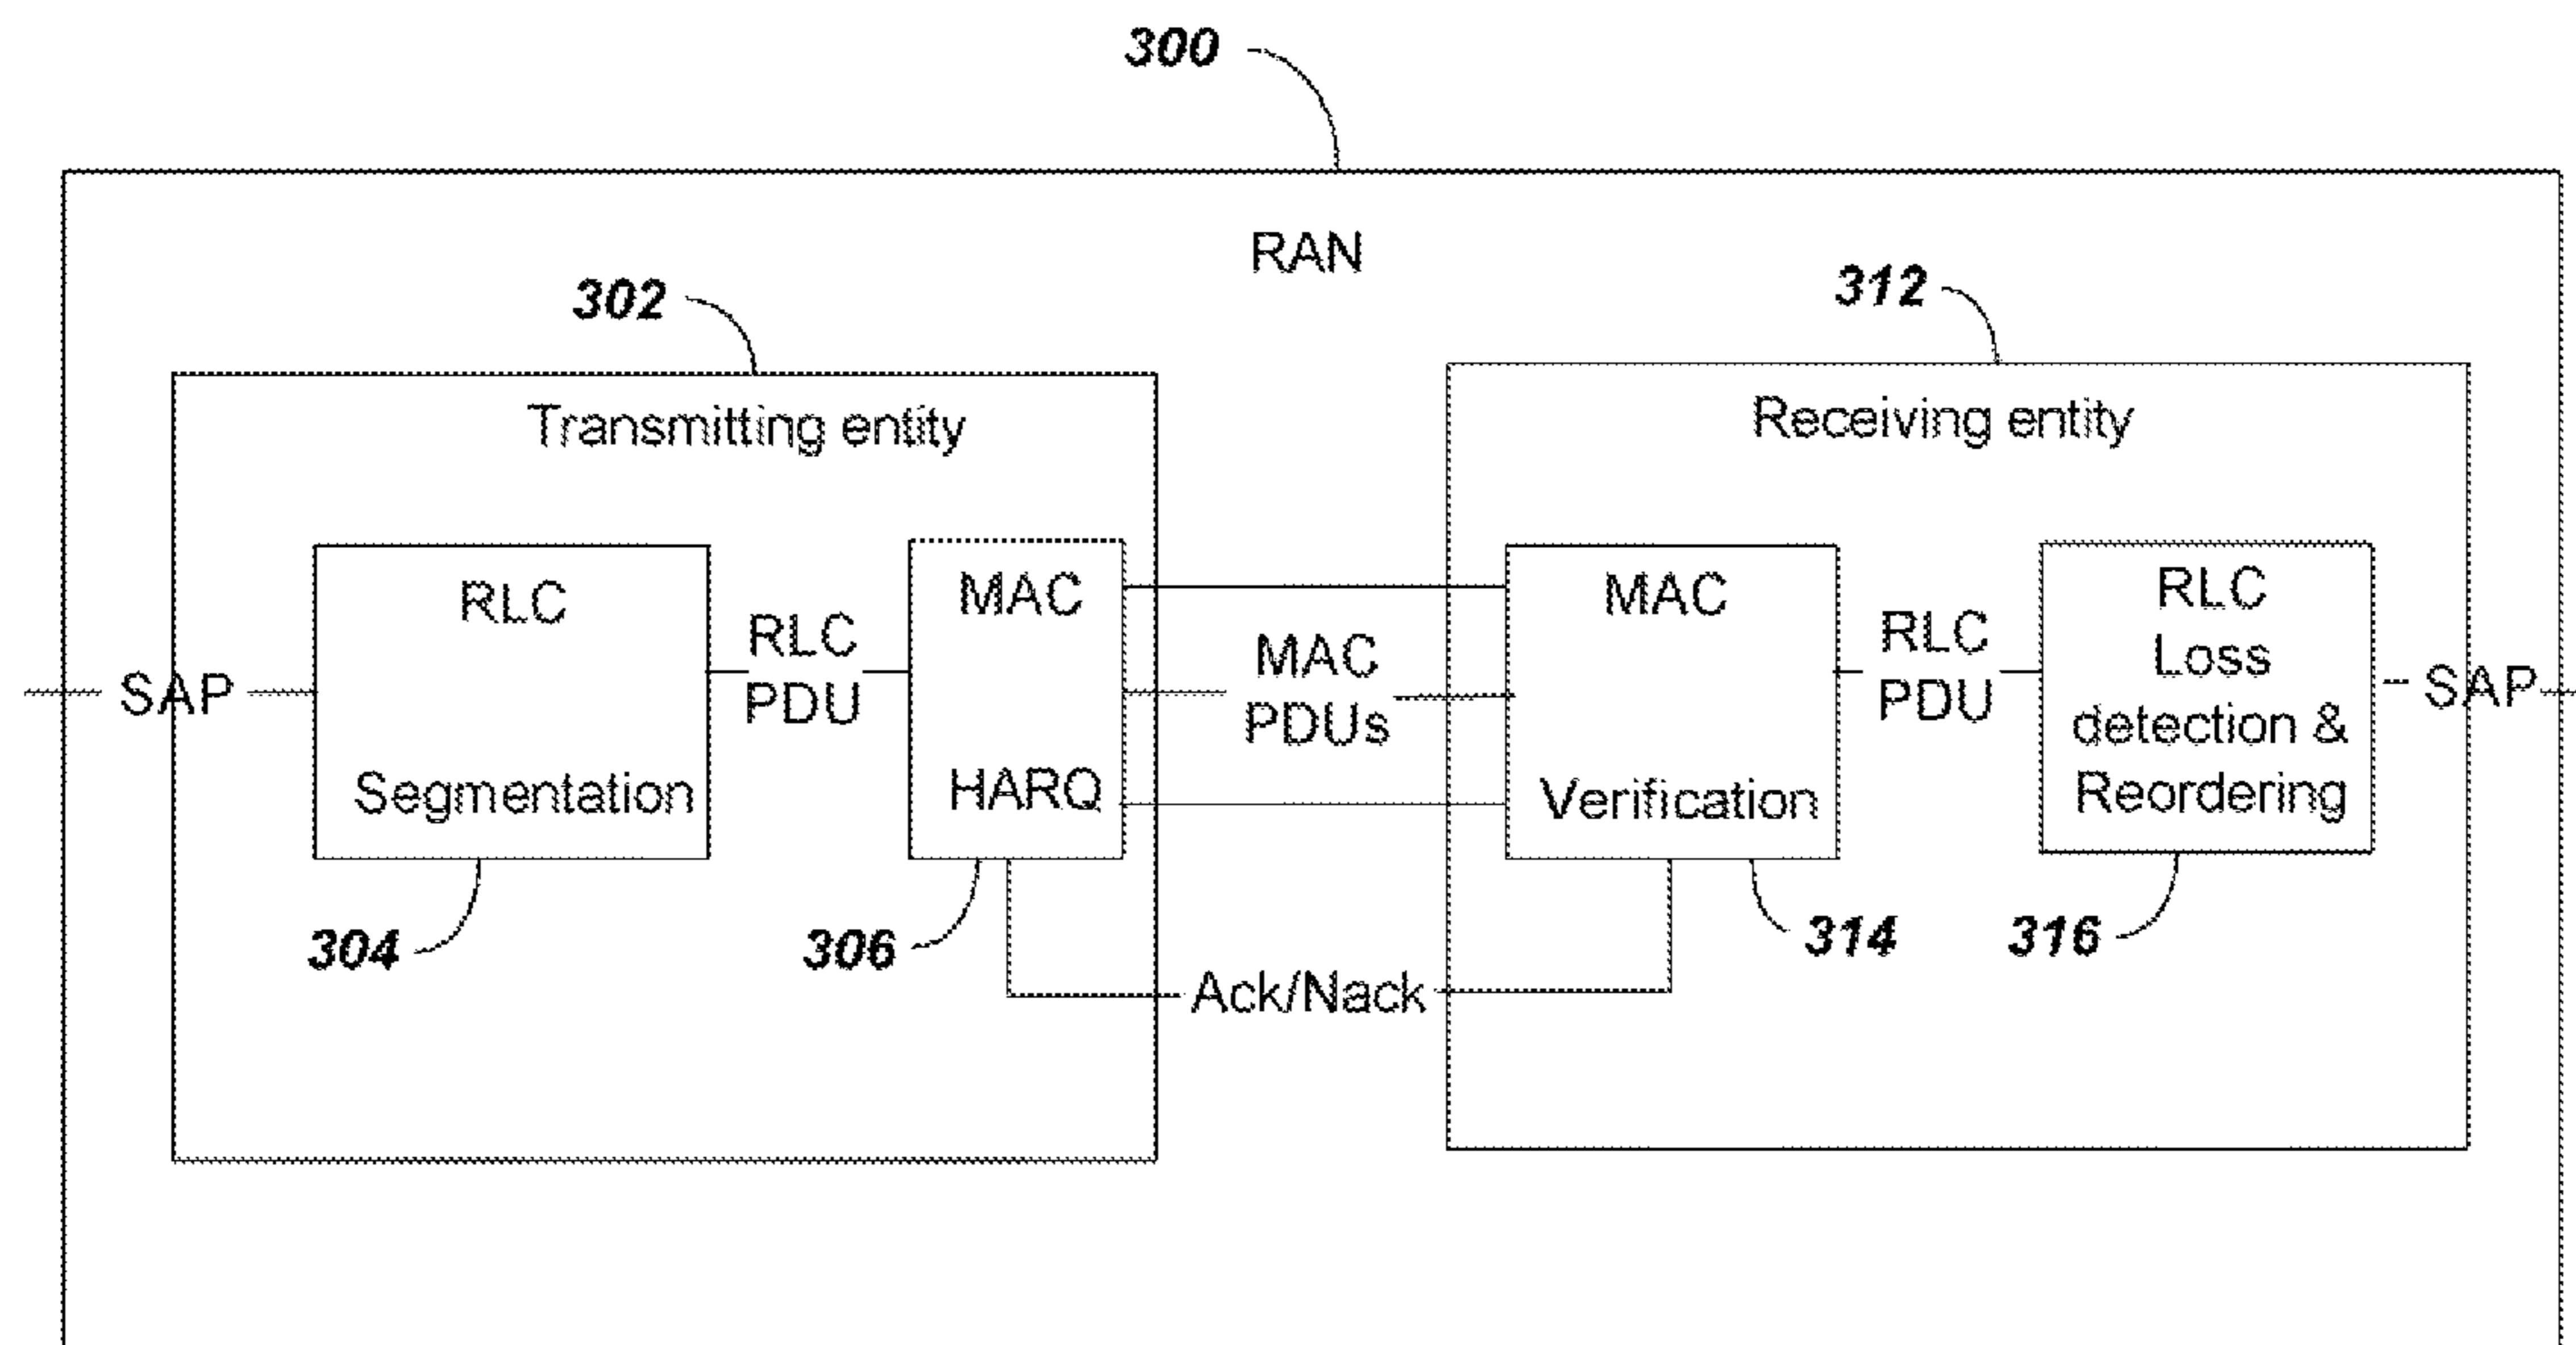 300
RAN
302
312
Transmitting entity
Receiving entity
SAP
RLC
Segmentation
RLC
PDU
MAC
HARQ
MAC
PDUs
MAC
Verification
RLC
PDU
RLC
Loss
detection &
Reordering
SAP
304
306
314
316
Ack/Nack